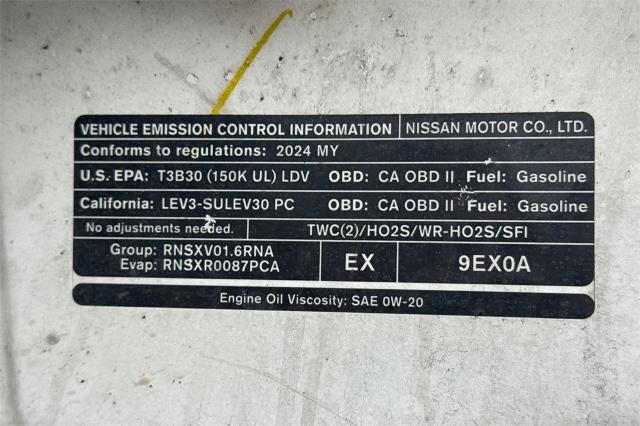 VEHICLE EMISSION CONTROL INFORMATION NISSAN MOTOR CO., LTD.
Conforms to regulations: 2024 MY
U.S. EPA: T3B30 (150K UL) LDV OBD: CA OBD II Fuel: Gasoline
California: LEV3-SULEV30 PC OBD: CA OBD II Fuel: Gasoline
No adjustments needed. TWC(2)/HO2S/WR-HO2S/SFI
Group: RNSXV01.6RNA
Evap: RNSXR0087PCA
EX 9EX0A
Engine Oil Viscosity: SAE 0W-20